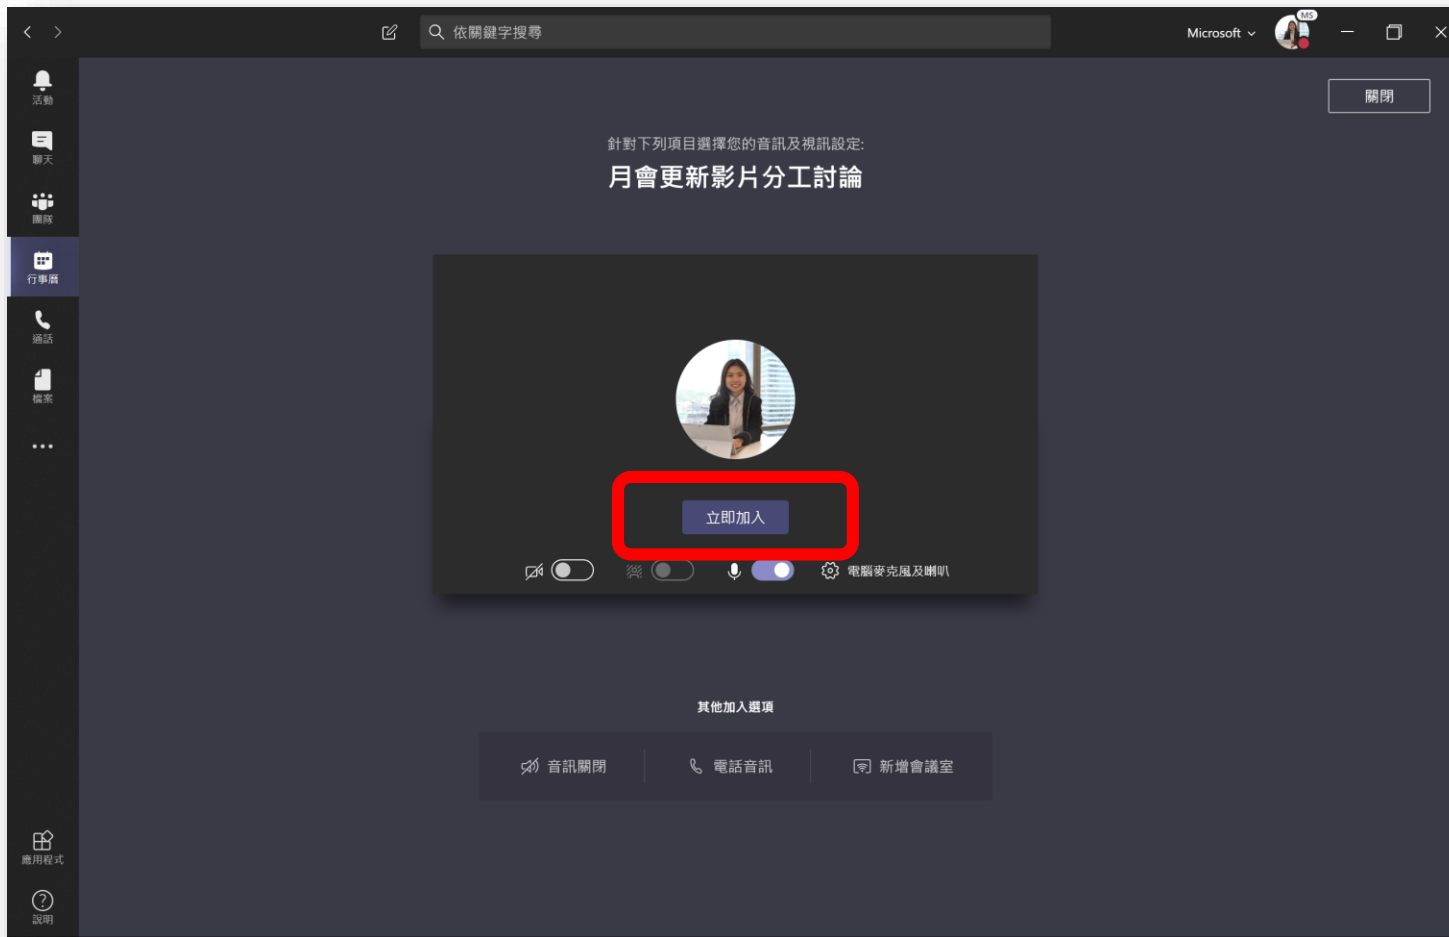 依關鍵字搜尋
Microsoft
MS
活動
聊天
團隊
行事曆
通話
檔案
應用程式
說明
關閉
針對下列項目選擇您的音訊及視訊設定:
月會更新影片分工討論
立即加入
電腦麥克風及喇叭
其他加入選項
音訊關閉
電話音訊
新增會議室